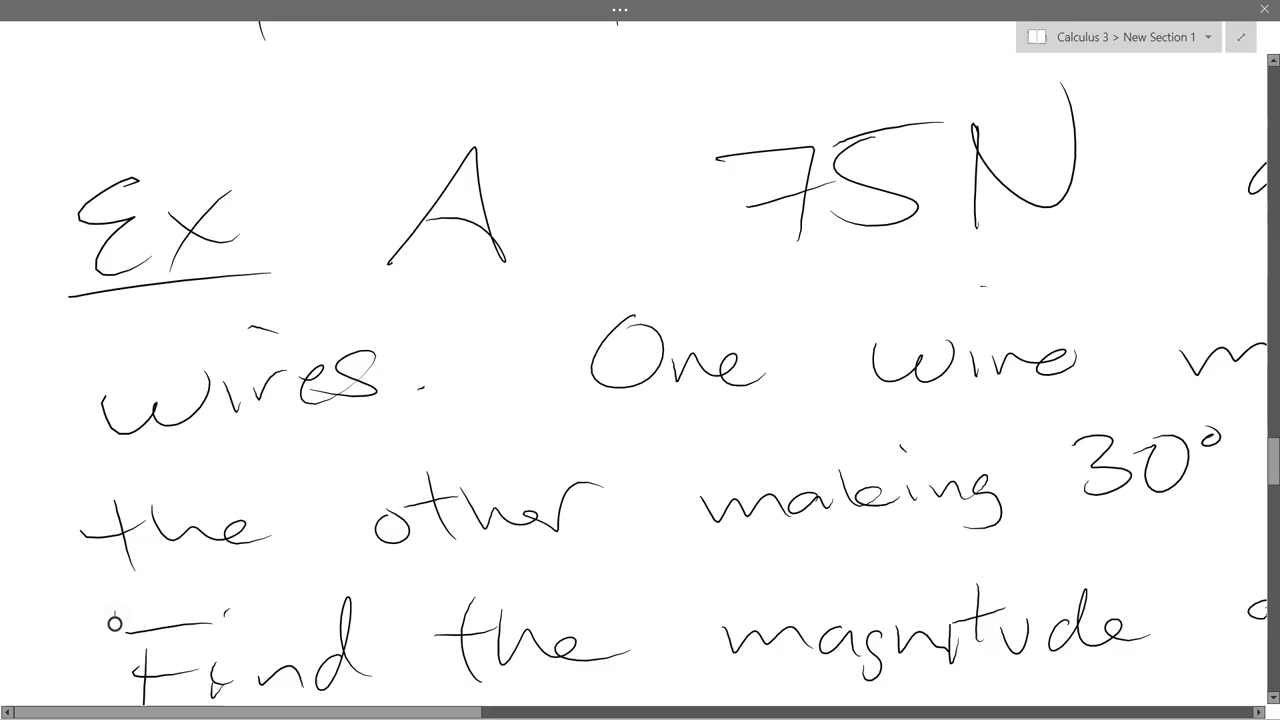 Calculus 3 > New Section 1
Ex A 75N
wires. One wire
the other making 30°
Find the magnitude